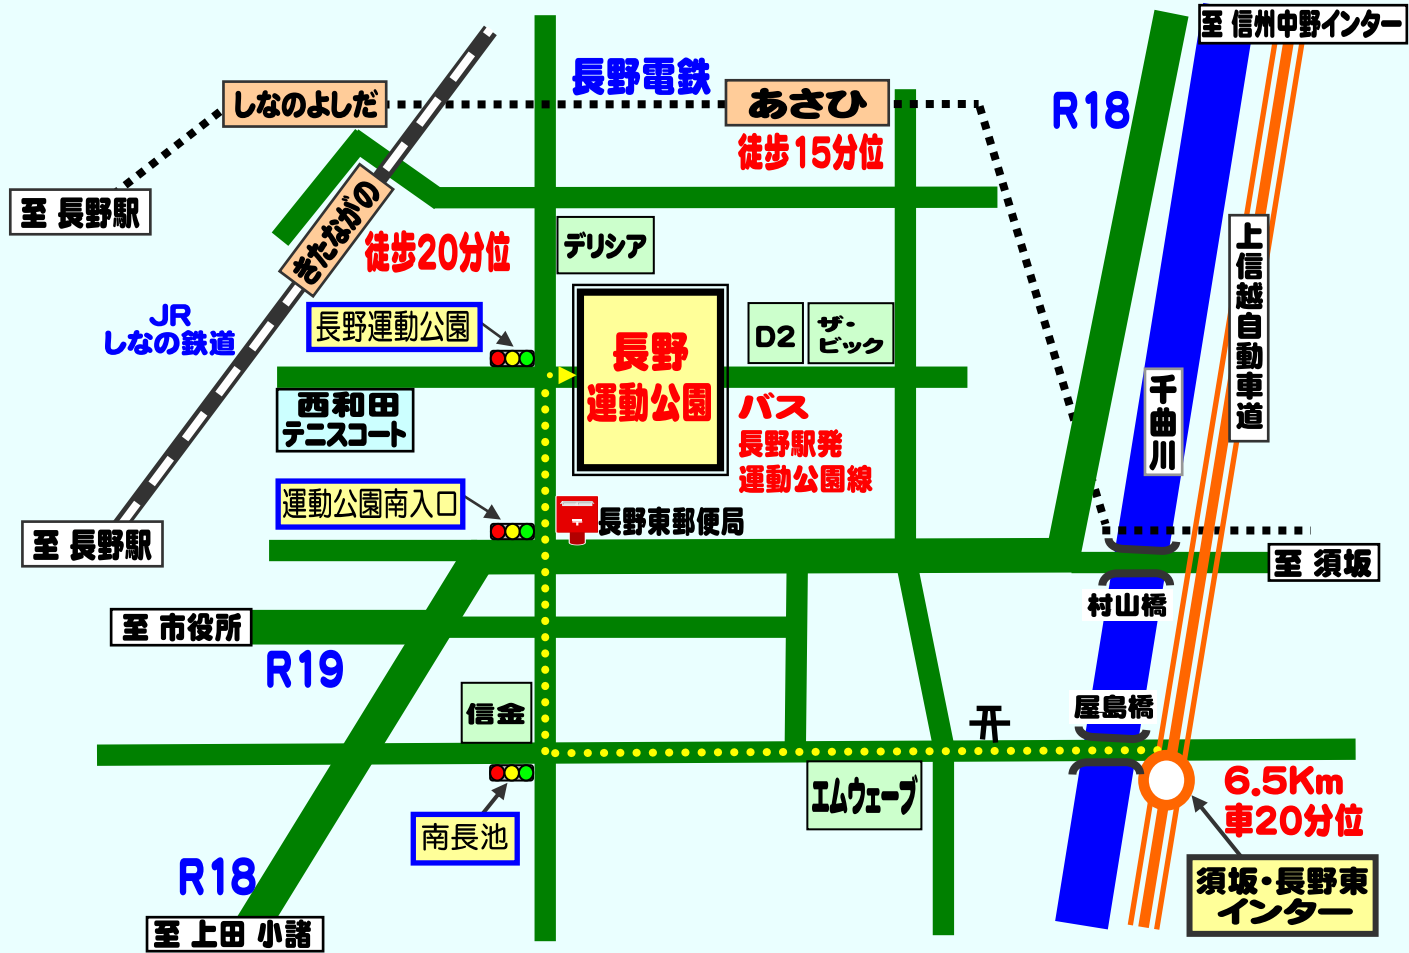 至 信州中野インター
長野電鉄
しなのよしだ
あさひ
R18
徒歩15分位
至 長野駅
きたながの
徒歩20分位
デリシア
上信越自動車道
JR
しなの鉄道
長野運動公園
D2
ザ・
ビック
長野
運動公園
千曲川
西和田
テニスコート
バス
長野駅発
運動公園線
運動公園南入口
長野東郵便局
至 長野駅
至 須坂
村山橋
至 市役所
R19
信金
屋島橋
エムウェーブ
6.5Km
車20分位
南長池
R18
須坂・長野東
インター
至 上田 小諸